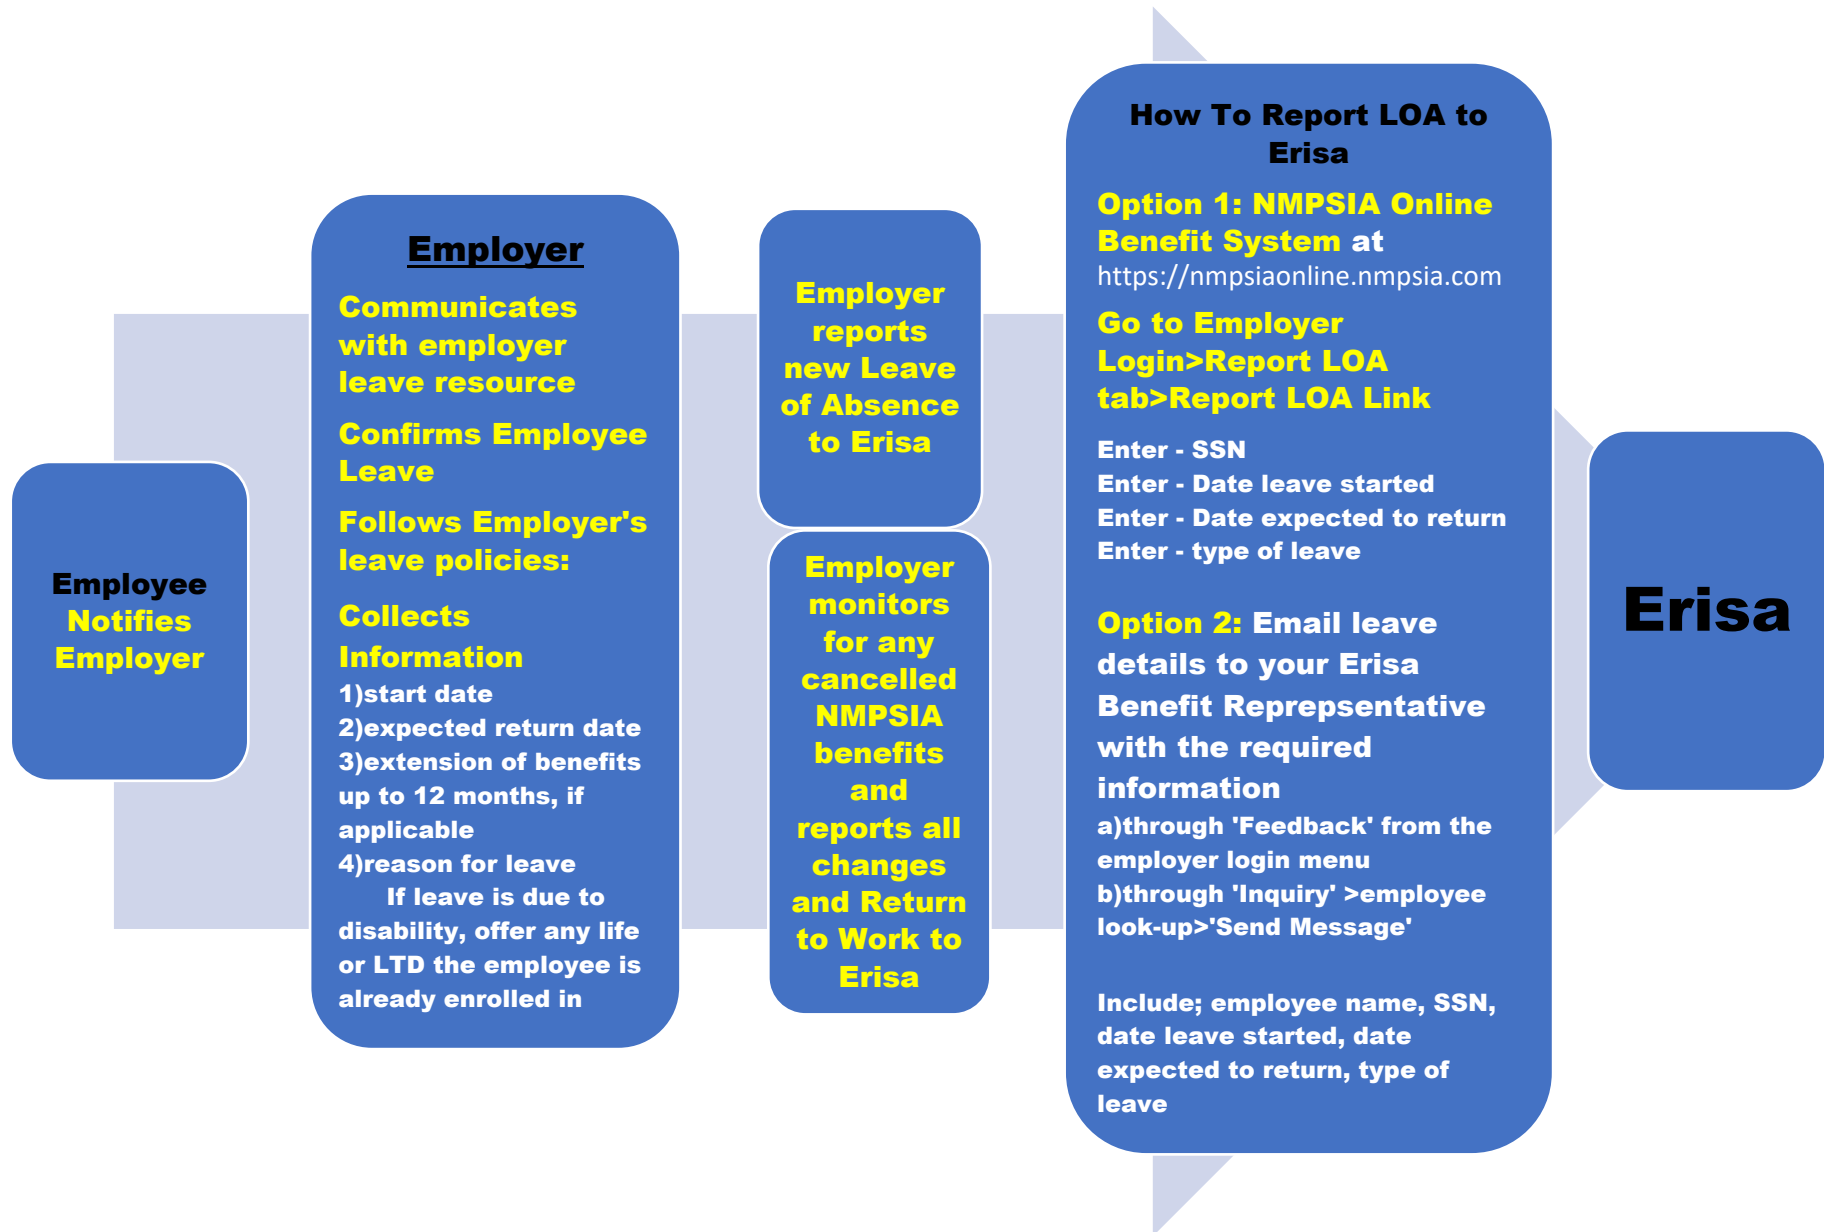 Employee
Notifies
Employer
Employer
Communicates
with employer
leave resource
Confirms Employee
Leave
Follows Employer's
leave policies:
Collects
Information
1)start date
2)expected return date
3)extension of benefits
up to 12 months, if
applicable
4)reason for leave
If leave is due to
disability, offer any life
or LTD the employee is
already enrolled in
Employer
reports
new Leave
of Absence
to Erisa
Employer
monitors
for any
cancelled
NMPSIA
benefits
and
reports all
changes
and Return
to Work to
Erisa
How To Report LOA to
Erisa
Option 1: NMPSIA Online
Benefit System at
https://nmpsiaonline.nmpsia.com
Go to Employer
Login>Report LOA
tab>Report LOA Link
Enter - SSN
Enter - Date leave started
Enter - Date expected to return
Enter - type of leave
Option 2: Email leave
details to your Erisa
Benefit Reprepsentative
with the required
information
a)through 'Feedback' from the
employer login menu
b)through 'Inquiry' >employee
look-up>'Send Message'
Include; employee name, SSN,
date leave started, date
expected to return, type of
leave
Erisa